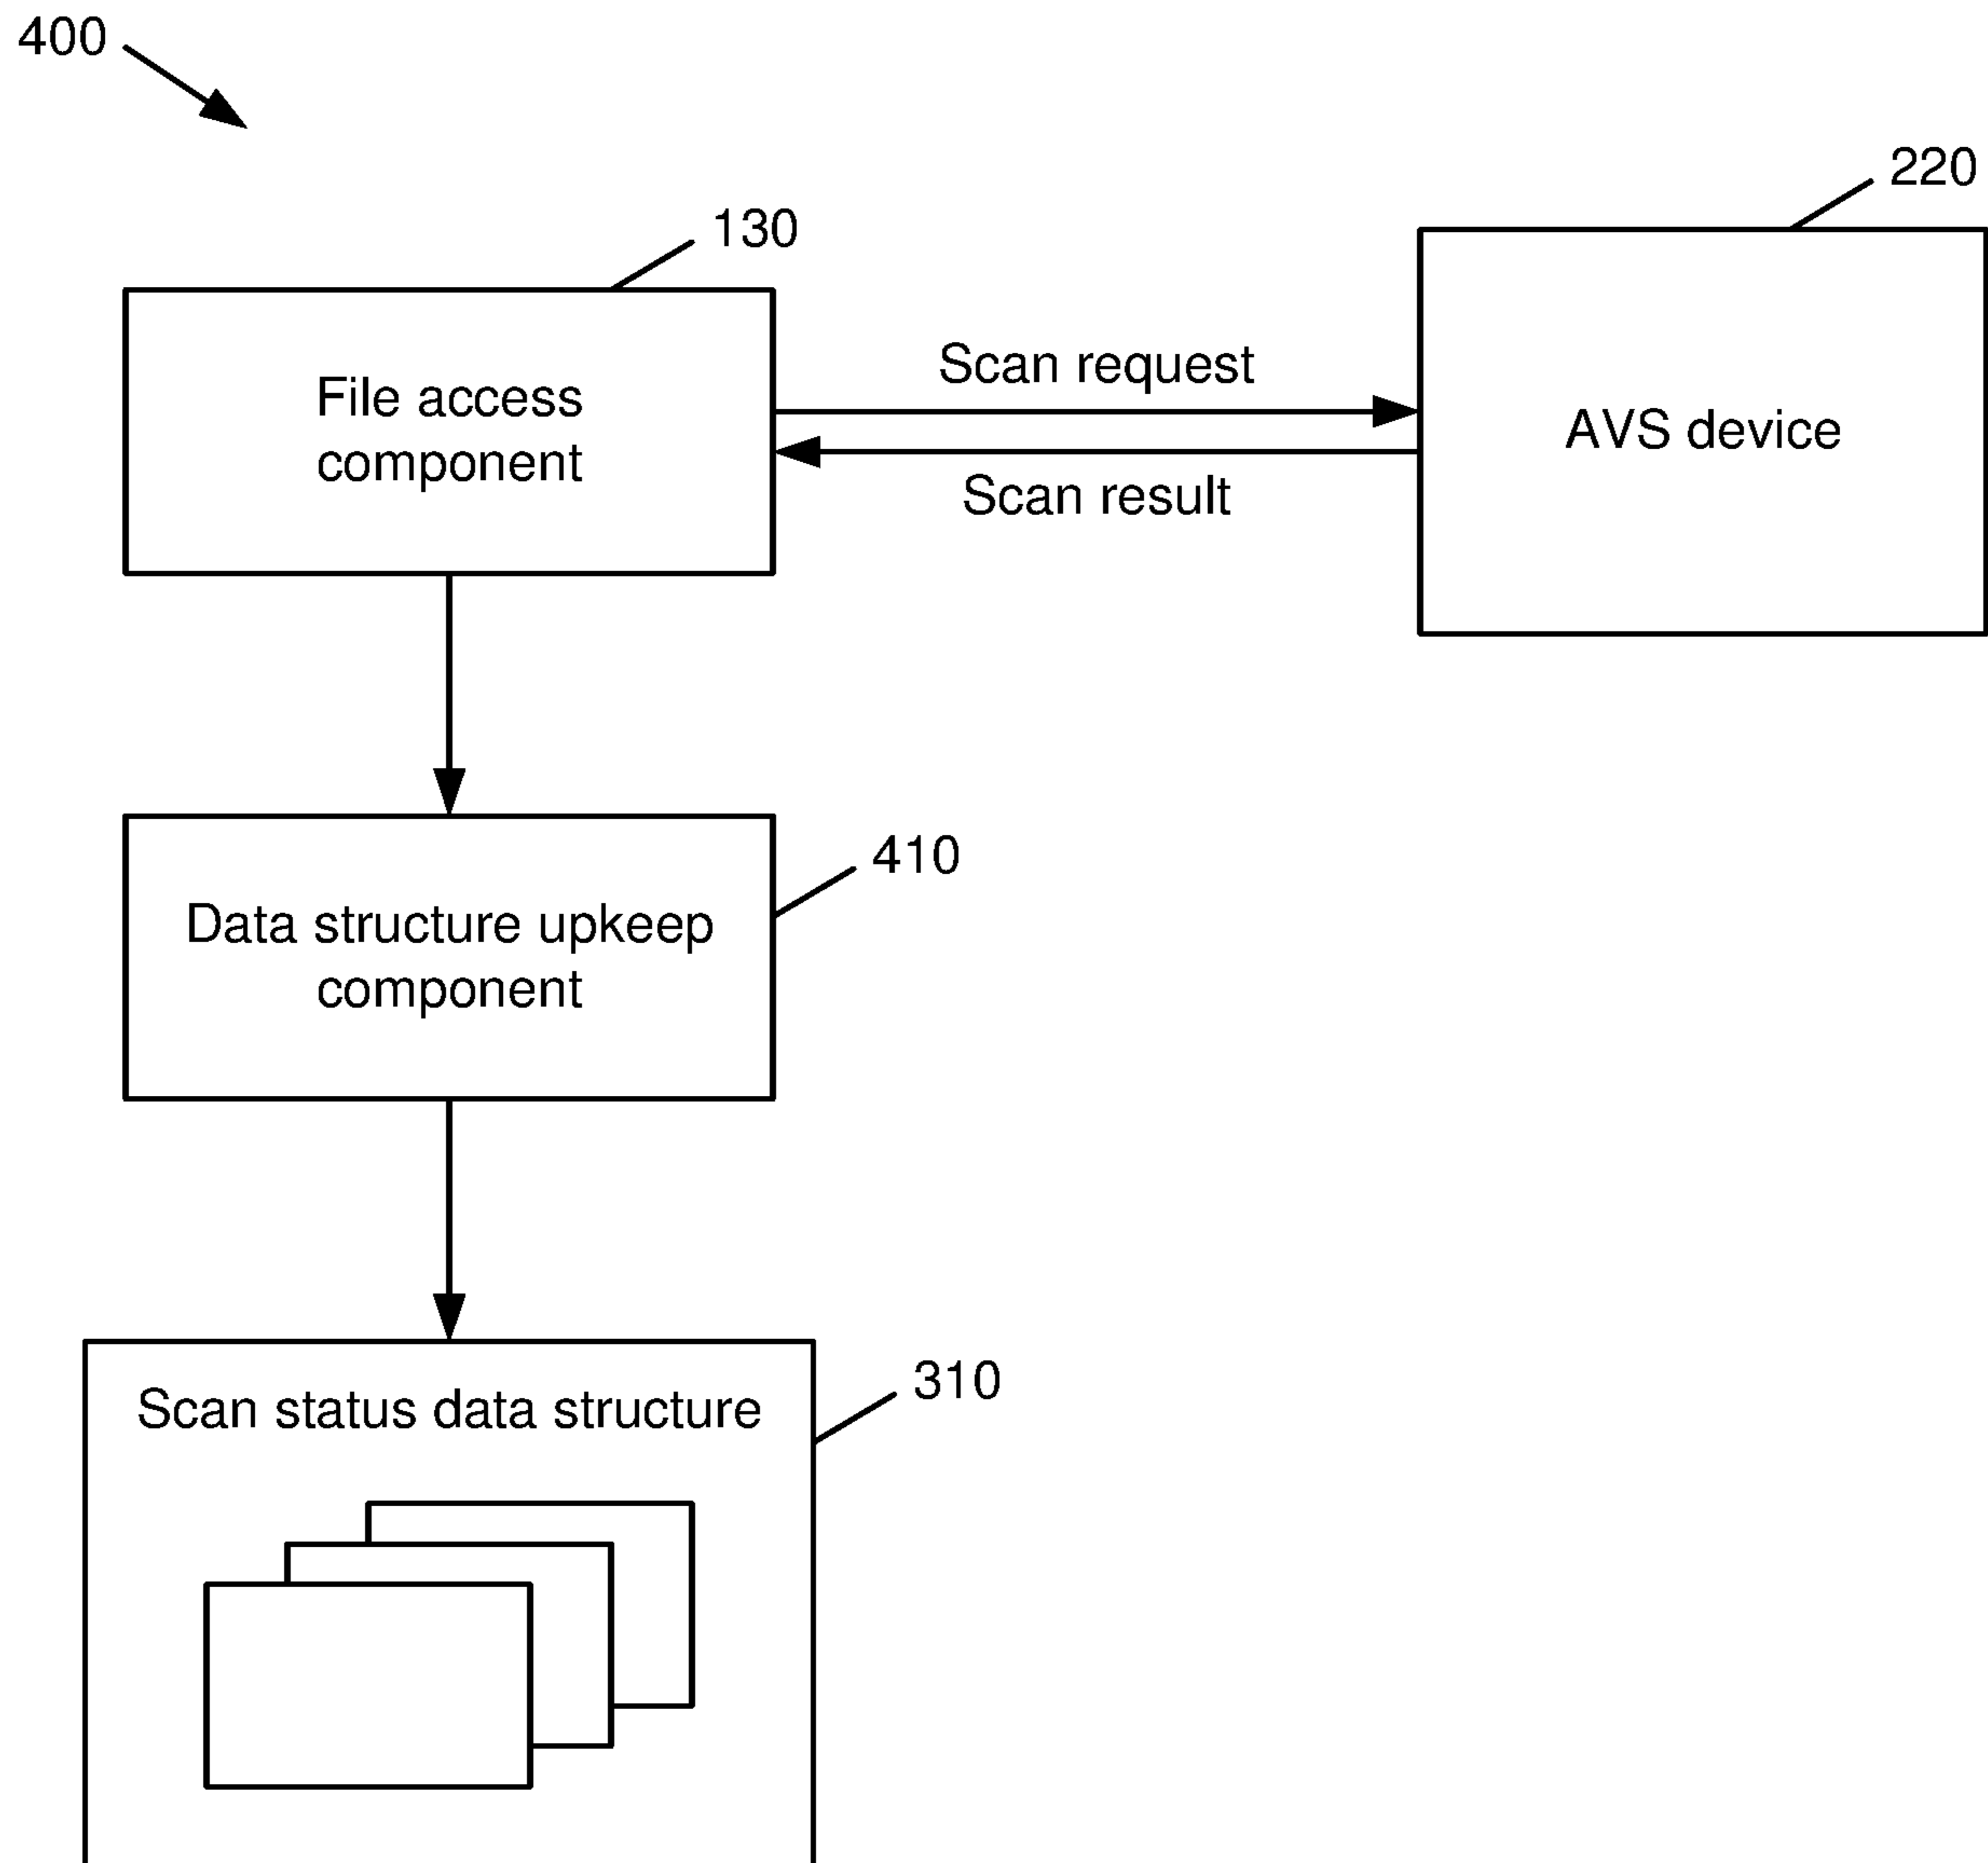 400
220
130
File access
component
Scan request
Scan result
AVS device
410
Data structure upkeep
component
310
Scan status data structure